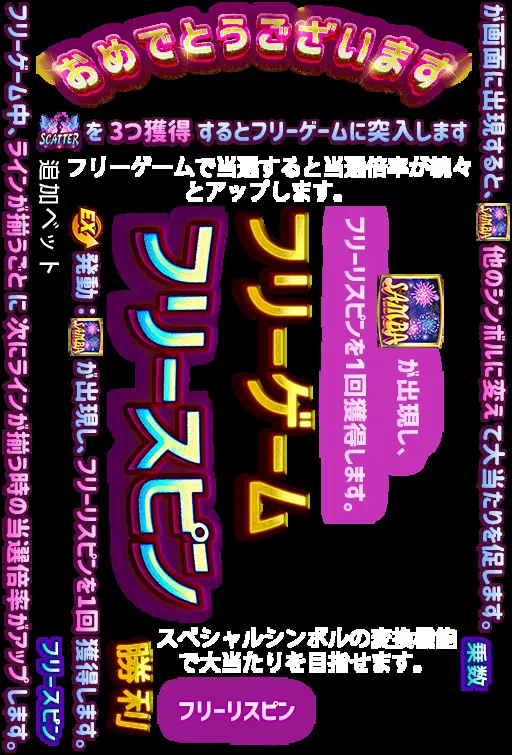 おめでとうございます
SCATTER を 3つ獲得 するとフリーゲームに突入します
フリーゲームで当選すると当選倍率が続々
とアップします。
が画面に出現すると、SAMBA 他のシンボルに変えて大当たりを促します。
SAMBA が出現し、
フリーリスピンを1回獲得します。
フリーゲーム
フリースピン
追加ベット
EX 発動：SAMBA が出現し、フリーリスピンを1回 獲得します。
フリーゲーム中、ラインが揃うごと に 次にラインが揃う時の当選倍率がアップ します。
スペシャルシンボルの変換機能
で大当たりを目指せます。
乗数
勝利
フリースピン
フリーリスピン